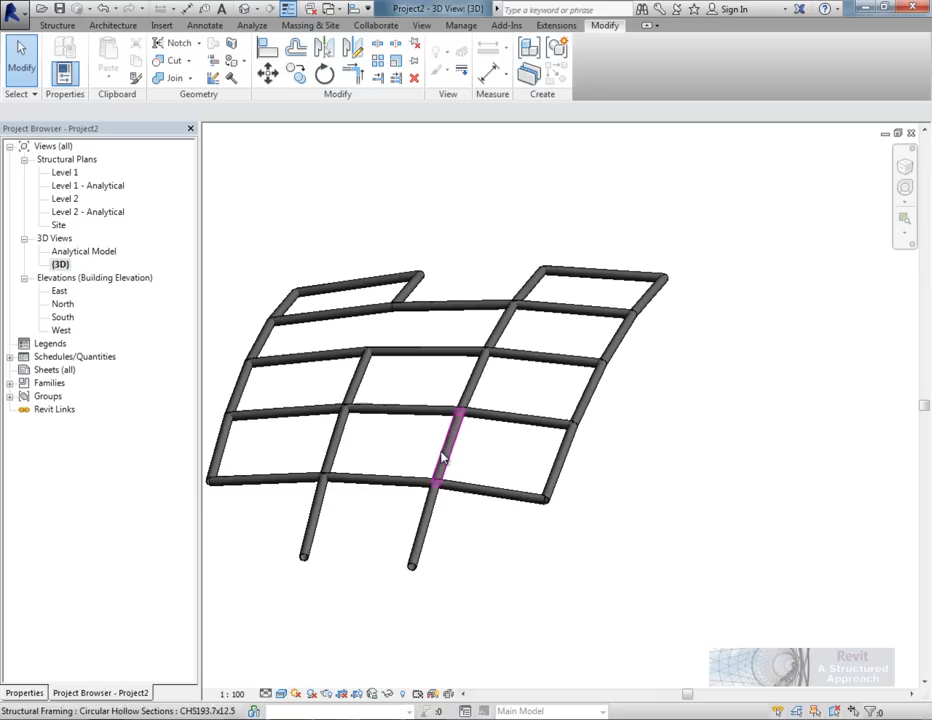 Project2 - 3D View: {3D}
Type a keyword or phrase
Sign In
Structure
Architecture
Insert
Annotate
Analyze
Massing & Site
Collaborate
View
Manage
Add-Ins
Extensions
Modify
Modify
Properties
Paste
Notch
Cut
Join
Select
Properties
Clipboard
Geometry
Modify
View
Measure
Create
Project Browser - Project2
Views (all)
Structural Plans
Level 1
Level 1 - Analytical
Level 2
Level 2 - Analytical
Site
3D Views
Analytical Model
{3D}
Elevations (Building Elevation)
East
North
South
West
Legends
Schedules/Quantities
Sheets (all)
Families
Groups
Revit Links
Revit
A Structured
Approach
Properties
Project Browser - Project2
1 : 100
Structural Framing : Circular Hollow Sections : CHS193.7x12.5
:0
Main Model
:0